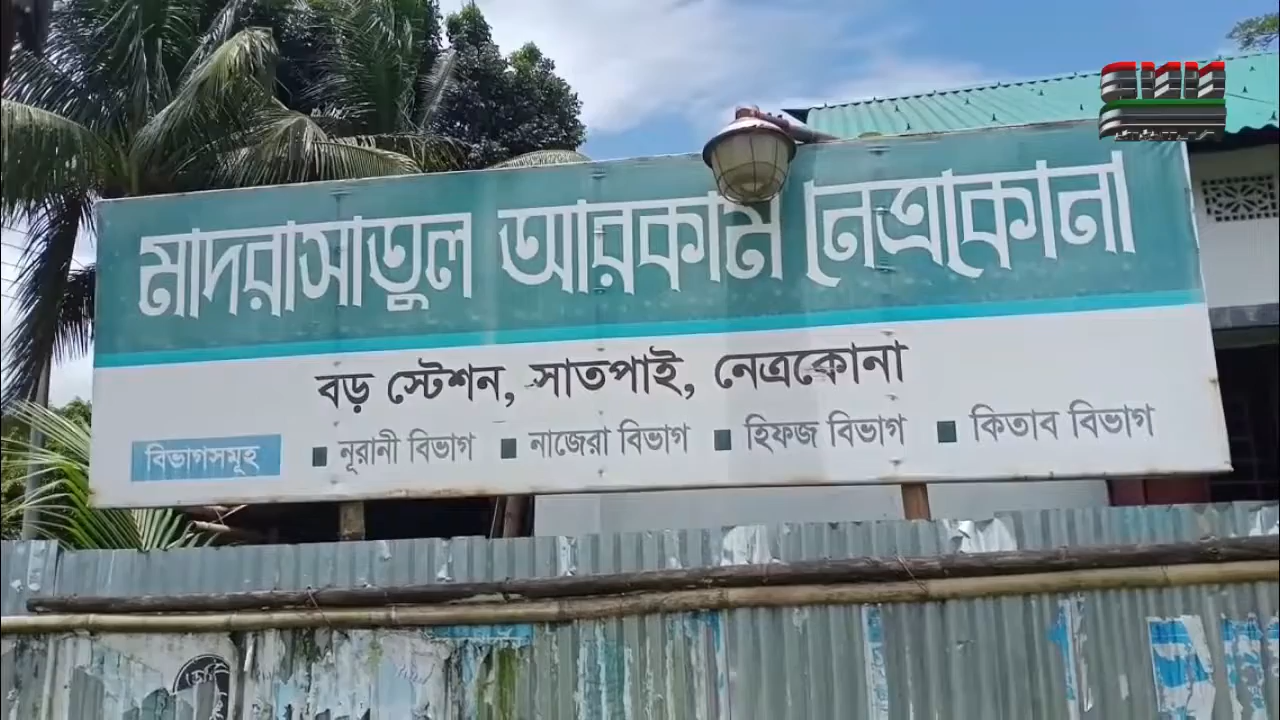 মাদরাসাতুল আরকাম নেত্রকোনা
বড় স্টেশন, সাতপাই, নেত্রকোনা
বিভাগসমূহ ▪ নূরানী বিভাগ ▪ নাজেরা বিভাগ ▪ হিফজ বিভাগ ▪ কিতাব বিভাগ